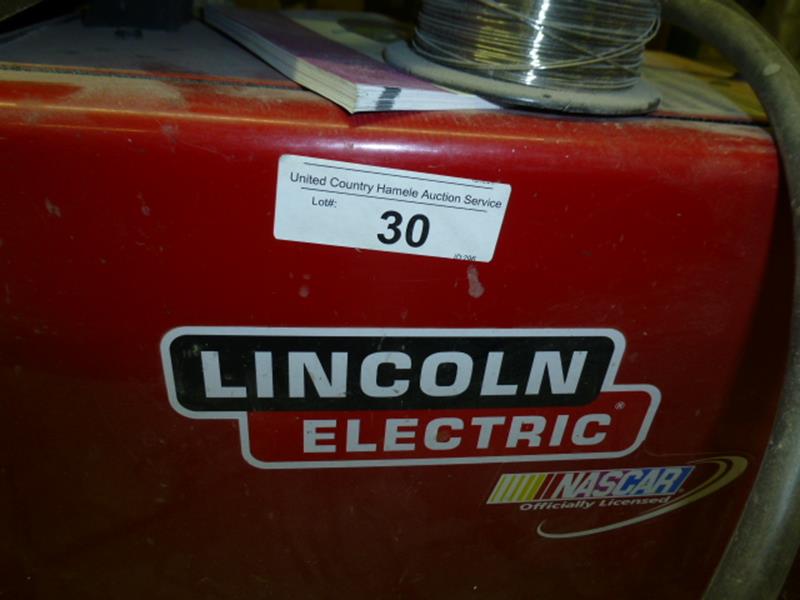 United Country Hamele Auction Service
Lot#:
30
LINCOLN
ELECTRIC ®
NASCAR
Officially Licensed